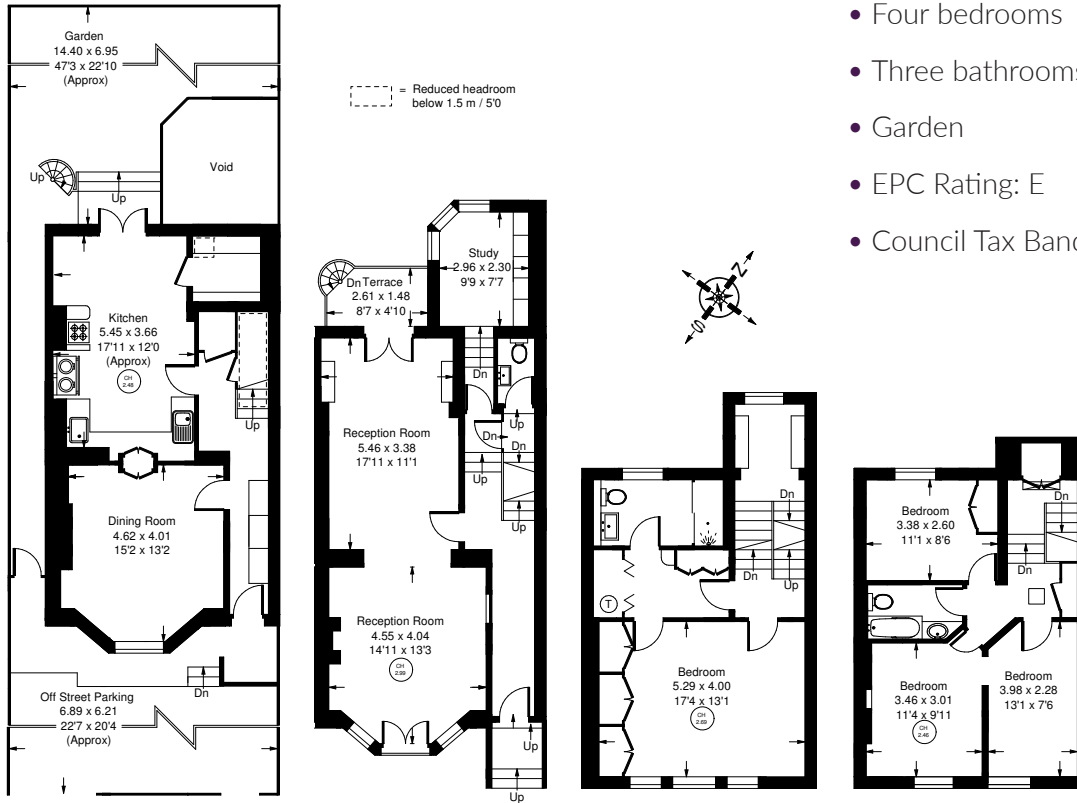 Garden
14.40 x 6.95
47'3 x 22'10
(Approx)
Up
Up
Void
Kitchen
5.45 x 3.66
17'11 x 12'0
(Approx)
CH
2.48
Up
Dining Room
4.62 x 4.01
15'2 x 13'2
Dn
Off Street Parking
6.89 x 6.21
22'7 x 20'4
(Approx)
= Reduced headroom
below 1.5 m / 5'0
Study
2.96 x 2.30
9'9 x 7'7
Dn
Terrace
2.61 x 1.48
8'7 x 4'10
Dn
Up
Dn
Dn
Up
Up
Reception Room
5.46 x 3.38
17'11 x 11'1
Reception Room
4.55 x 4.04
14'11 x 13'3
CH
2.99
Up
Up
N
S
Dn
Dn
Up
T
Bedroom
5.29 x 4.00
17'4 x 13'1
CH
2.69
Bedroom
3.38 x 2.60
11'1 x 8'6
Dn
Dn
Bedroom
3.46 x 3.01
11'4 x 9'11
CH
2.46
Bedroom
3.98 x 2.28
13'1 x 7'6
• Four bedrooms
• Three bathrooms
• Garden
• EPC Rating: E
• Council Tax Band